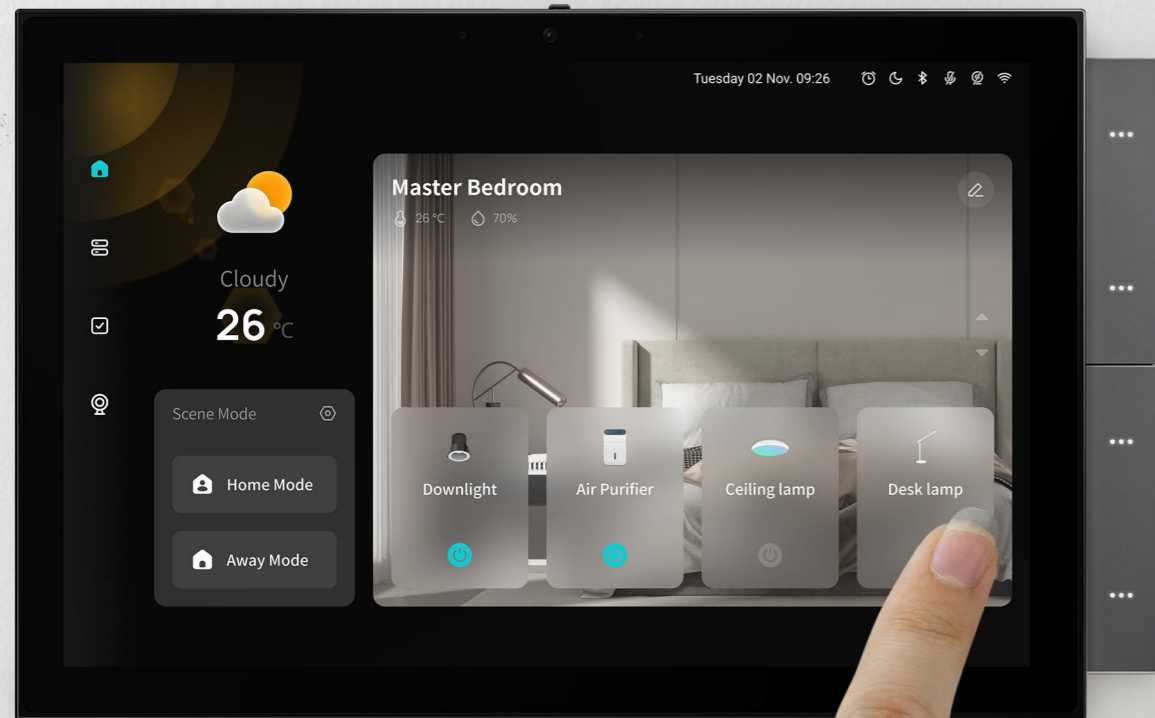 Tuesday 02 Nov. 09:26
Master Bedroom
26 °C 70%
Cloudy
26 °C
Scene Mode
Home Mode
Away Mode
Downlight
Air Purifier
Ceiling lamp
Desk lamp